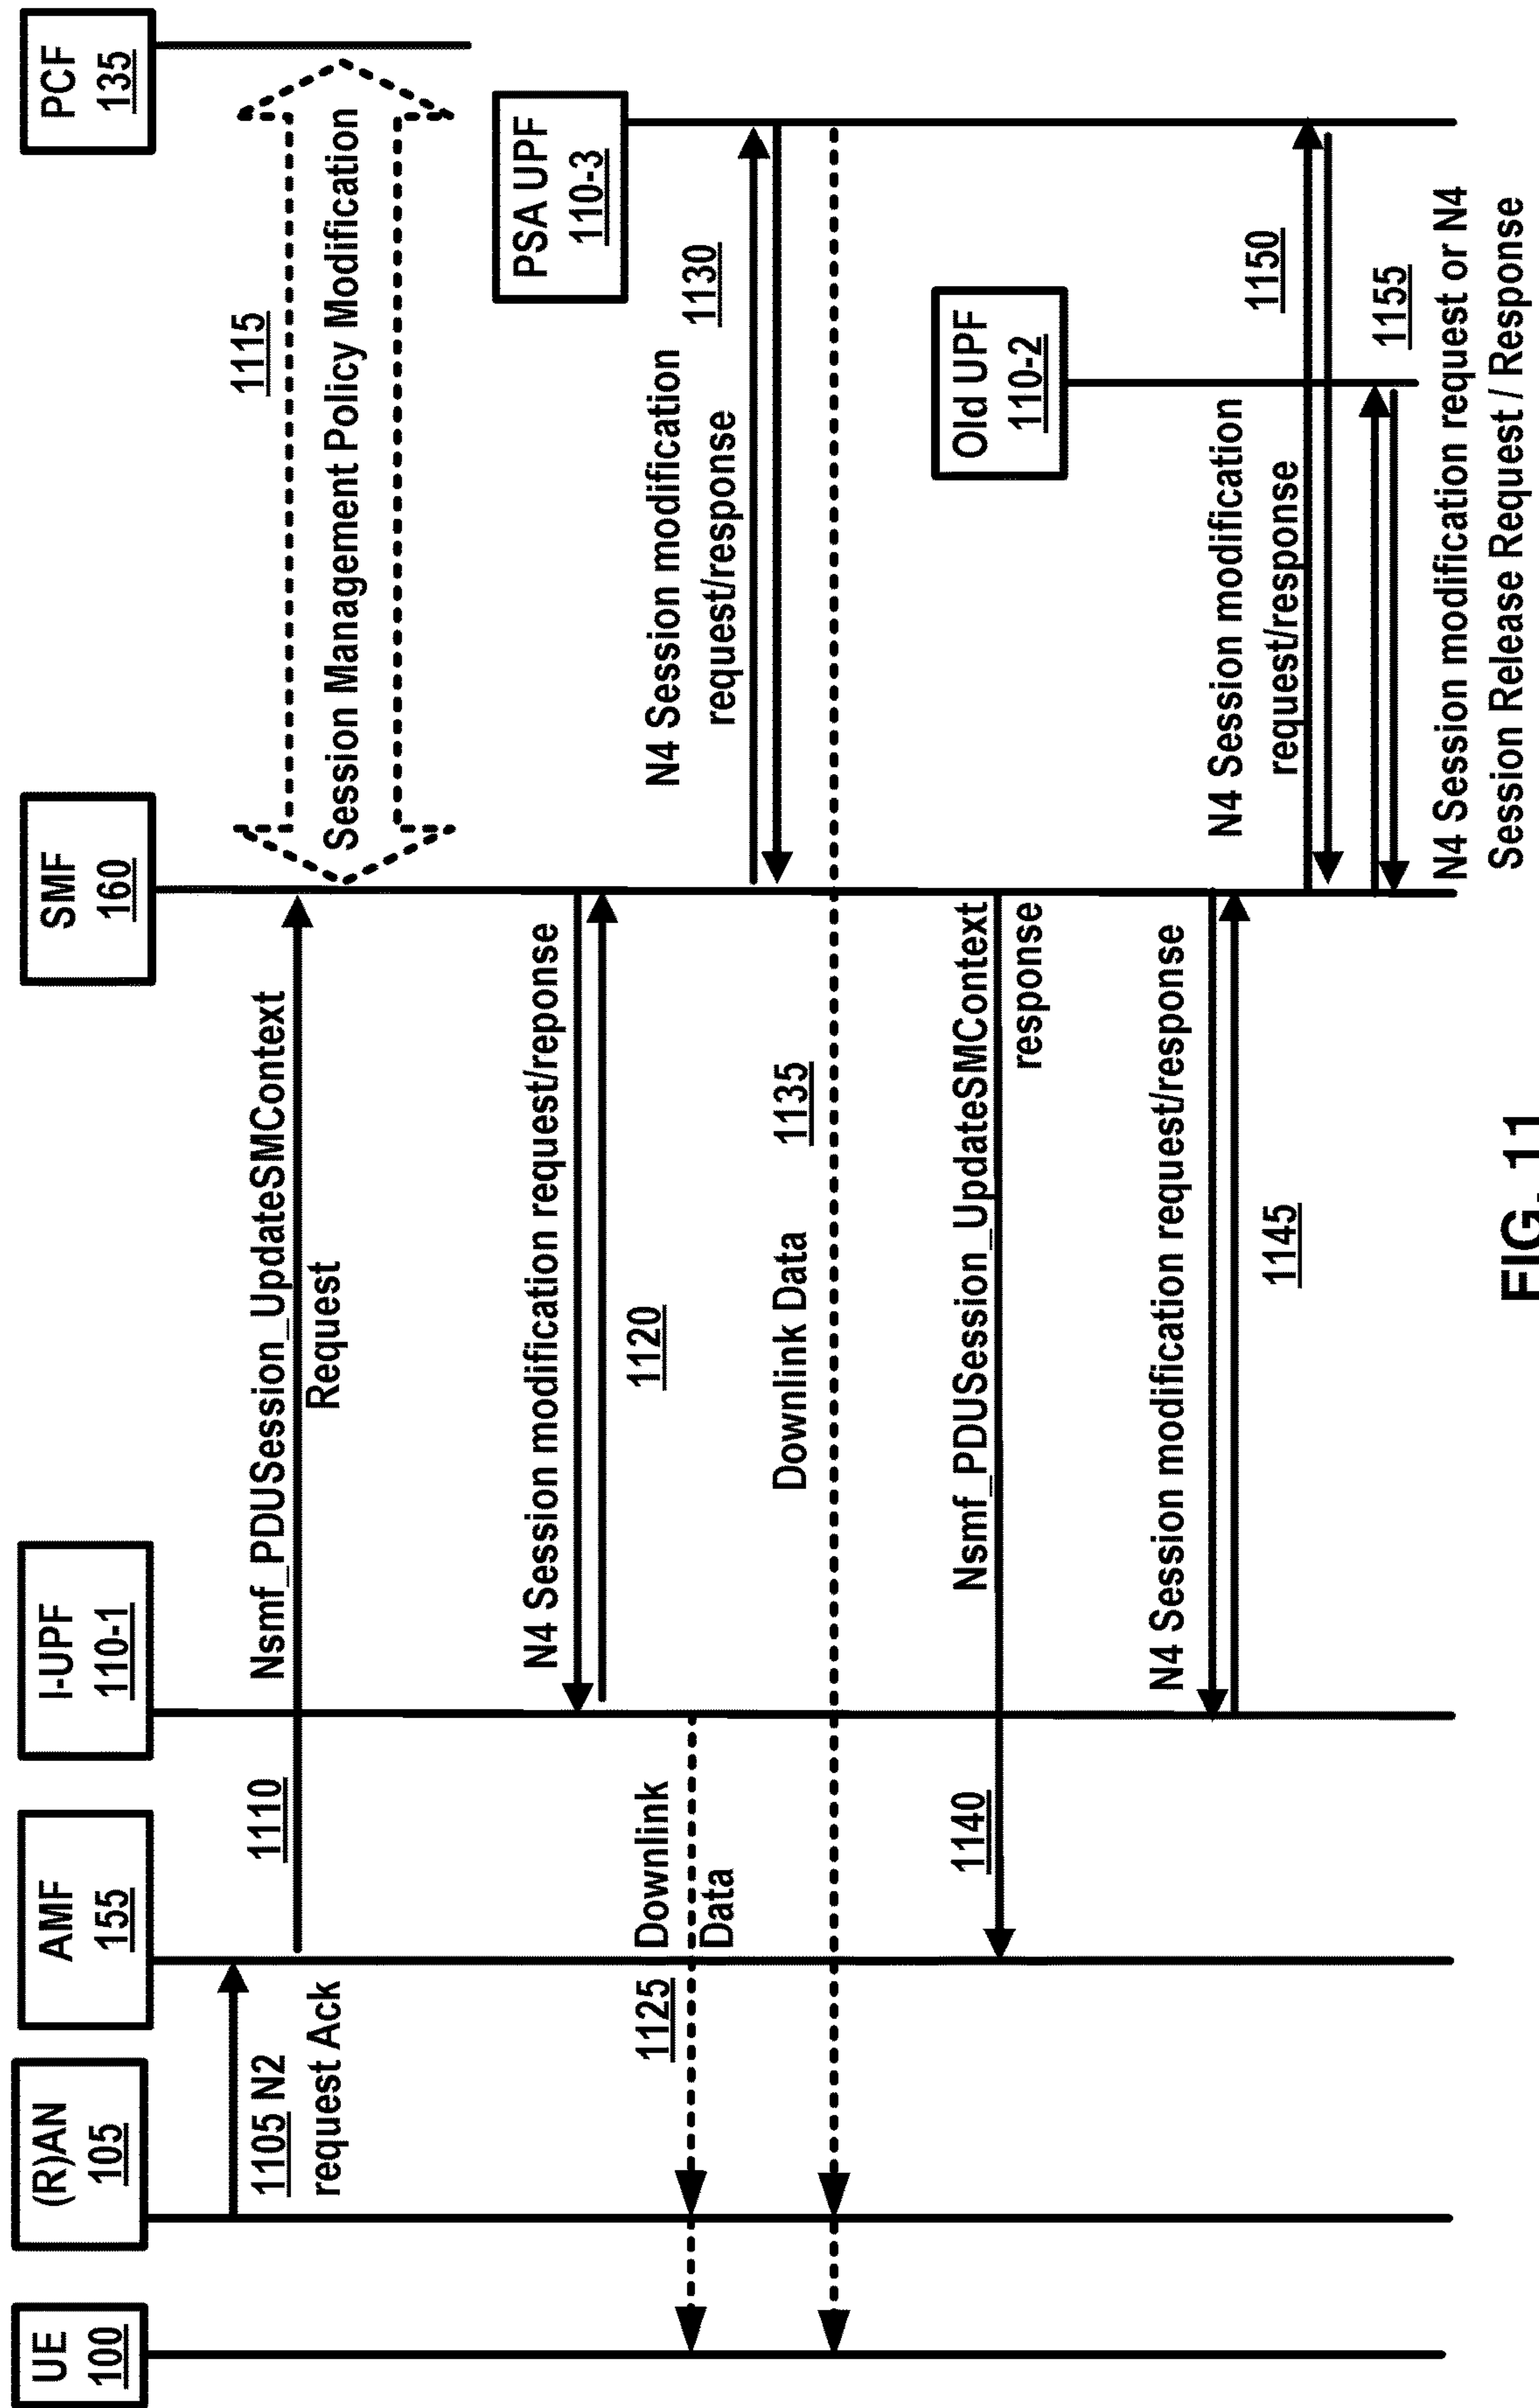 UE
100
(R)AN
105
AMF
155
I-UPF
110-1
SMF
160
PCF
135
1105 N2
request Ack
1110
Nsmf_PDUSession_UpdateSMContext
Request
1115
Session Management Policy Modification
N4 Session modification request/reponse
1120
PSA UPF
110-3
1125
Downlink
Data
N4 Session modification
request/response
1130
Downlink Data
1135
Old UPF
110-2
1140
Nsmf_PDUSession_UpdateSMContext
response
N4 Session modification request/response
1145
N4 Session modification
request/response
1150
1155
N4 Session modification request or N4
Session Release Request / Response
FIG. 11